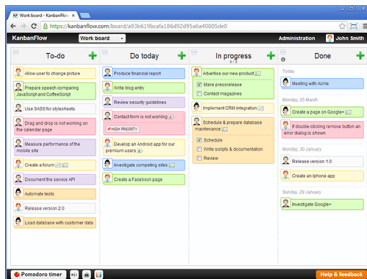 Work board - KanbanFlow
https://kanbanflow.com/board/
KanbanFlow
Work board
Administration
John Smith
To-do
Allow user to change picture
Prepare speech comparing
JavaScript and CoffeeScript
Use SASS for stylesheets
Drag and drop is not working on
the calendar page
Measure performance of the
mobile site
Create a forum
Document the service API
Automate tests
Release version 2.0
Load database with customer data
Do today
Produce financial report
Write blog entry
Review security guidelines
Contact form is not working
#HIGH PRIORITY
Develop an Android app for our
premium users
Investigate competing sites
Create a Facebook page
In progress
Advertise our new product
Make pressrelease
Contact magazines
Implement ORM integration
Schedule & prepare database
maintenance
Schedule
Write scripts & documentation
Review
Done
Today
Meeting with Acme
Monday, 25 March
Create a page on Google+
If double-clicking remove button an
error dialog is shown
Monday, 30 January
Release version 1.0
Create an iphone app
Sunday, 29 January
Investigate Google+
Pomodoro timer
Help & feedback